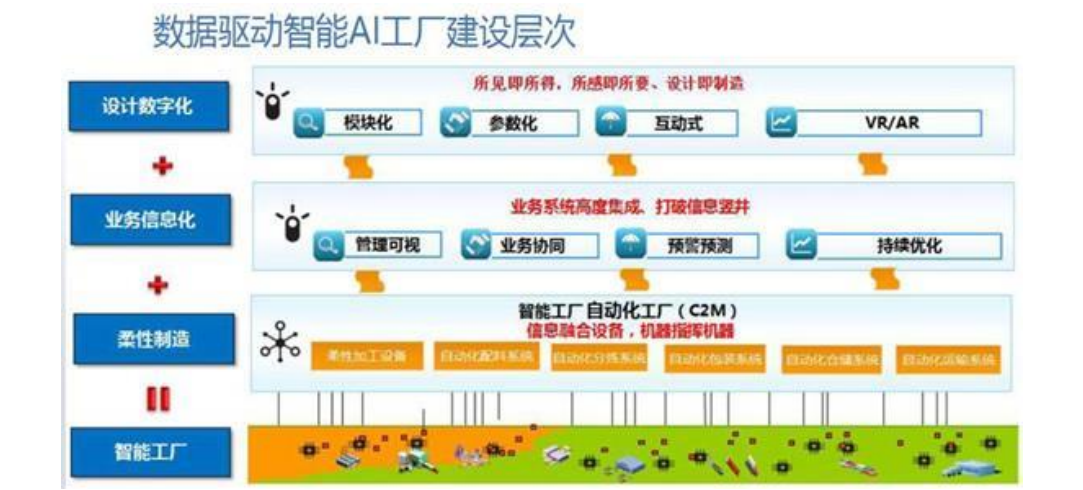 数据驱动智能AI工厂建设层次
设计数字化
所见即所得，所感即所要、设计即制造
模块化
参数化
互动式
VR/AR
业务信息化
业务系统高度集成、打破信息竖井
管理可视
业务协同
预警预测
持续优化
柔性制造
智能工厂自动化工厂（C2M）
信息融合设备，机器指挥机器
柔性加工设备
自动化配料系统
自动化分拣系统
自动化包装系统
自动化仓储系统
自动化运输系统
智能工厂